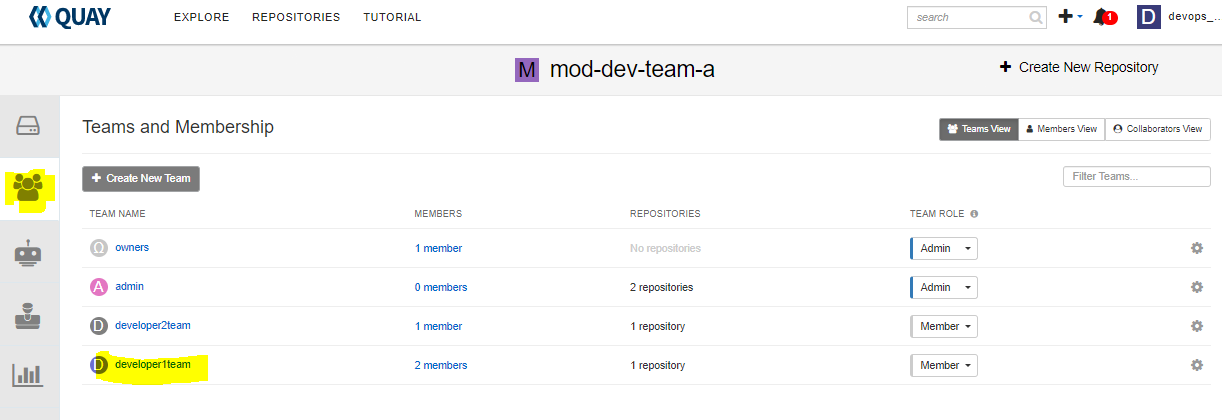 QUAY EXPLORE REPOSITORIES TUTORIAL search 1 D devops_...
M mod-dev-team-a + Create New Repository
Teams and Membership Teams View Members View Collaborators View
+ Create New Team Filter Teams...
TEAM NAME MEMBERS REPOSITORIES TEAM ROLE
Ω owners 1 member No repositories Admin
A admin 0 members 2 repositories Admin
D developer2team 1 member 1 repository Member
D developer1team 2 members 1 repository Member